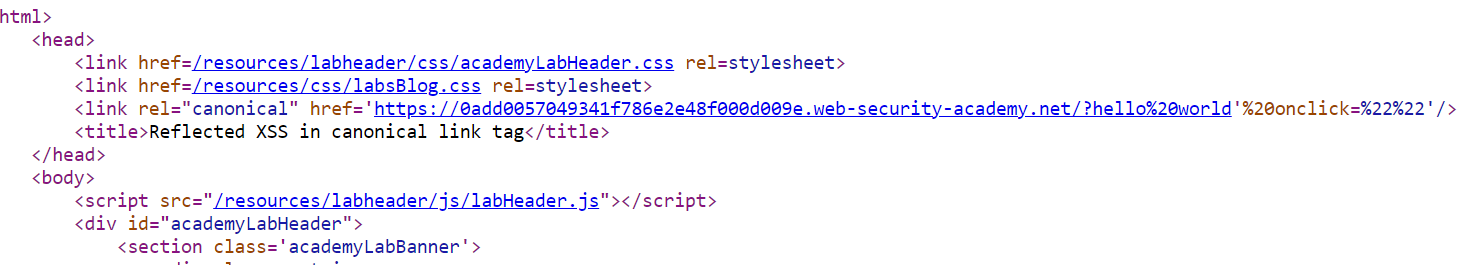 html>
<head>
<link href=/resources/labheader/css/academyLabHeader.css rel=stylesheet>
<link href=/resources/css/labsBlog.css rel=stylesheet>
<link rel="canonical" href='https://0add0057049341f786e2e48f000d009e.web-security-academy.net/?hello%20world'%20onclick=%22%22'/>
<title>Reflected XSS in canonical link tag</title>
</head>
<body>
<script src="/resources/labheader/js/labHeader.js"></script>
<div id="academyLabHeader">
<section class='academyLabBanner'>